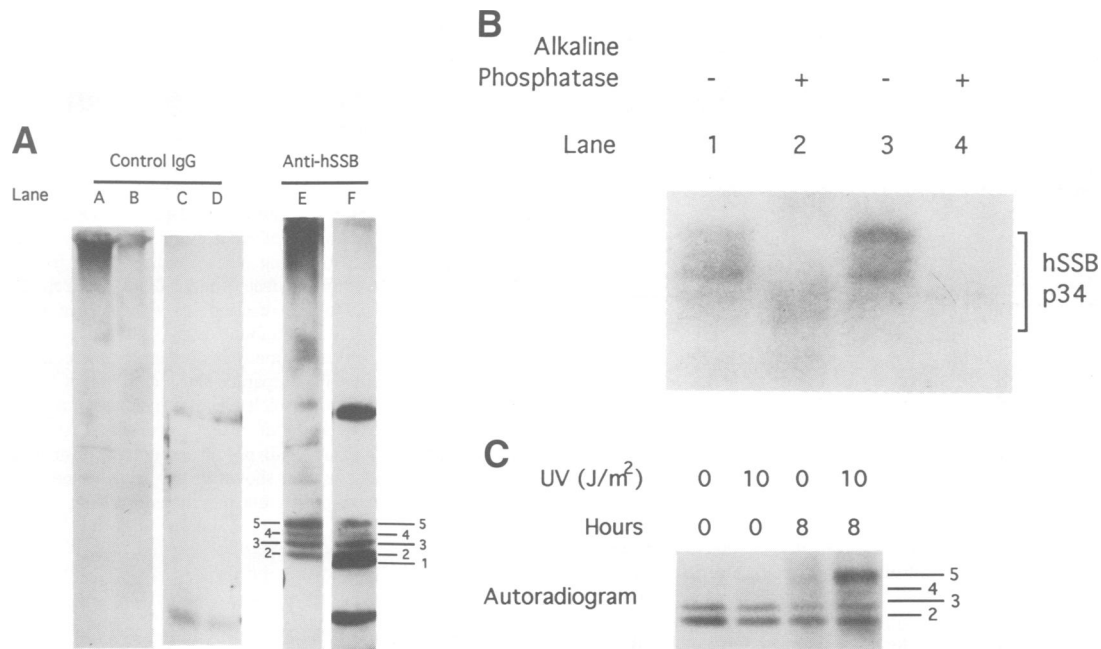 A
Control IgG
Anti-hSSB
Lane
A B C D E F
5 5
4 4
3 3
2 2
1
B
Alkaline
Phosphatase - + - +
Lane 1 2 3 4
hSSB
p34
C
UV (J/m²) 0 10 0 10
Hours 0 0 8 8
Autoradiogram
5
4
3
2